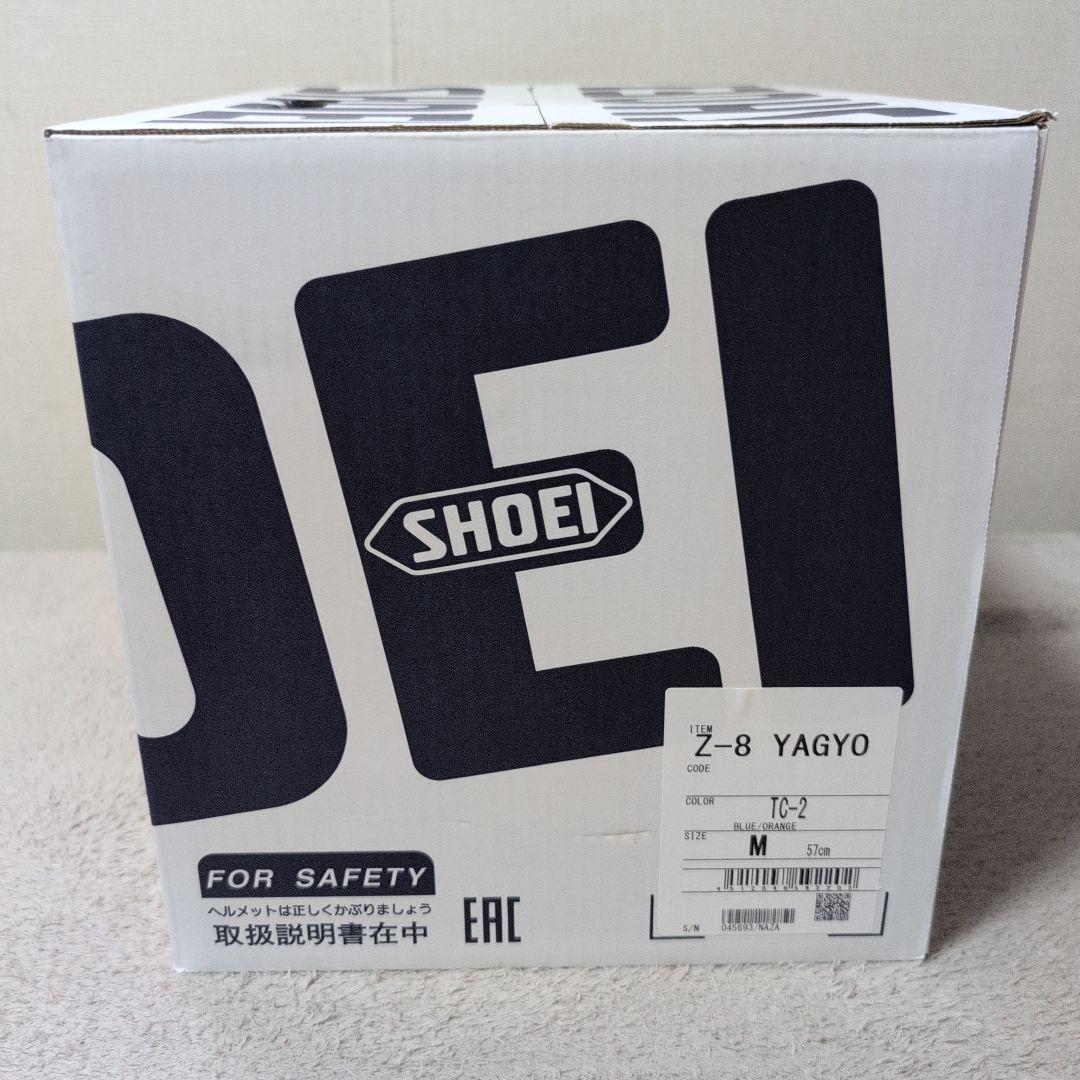 OEI
SHOEI
ITEM
Z-8 YAGYO
CODE
COLOR
TC-2
BLUE/ORANGE
SIZE
M 57cm
S/N
045693/NAZA
FOR SAFETY
ヘルメットは正しくかぶりましょう
取扱説明書在中
EAC